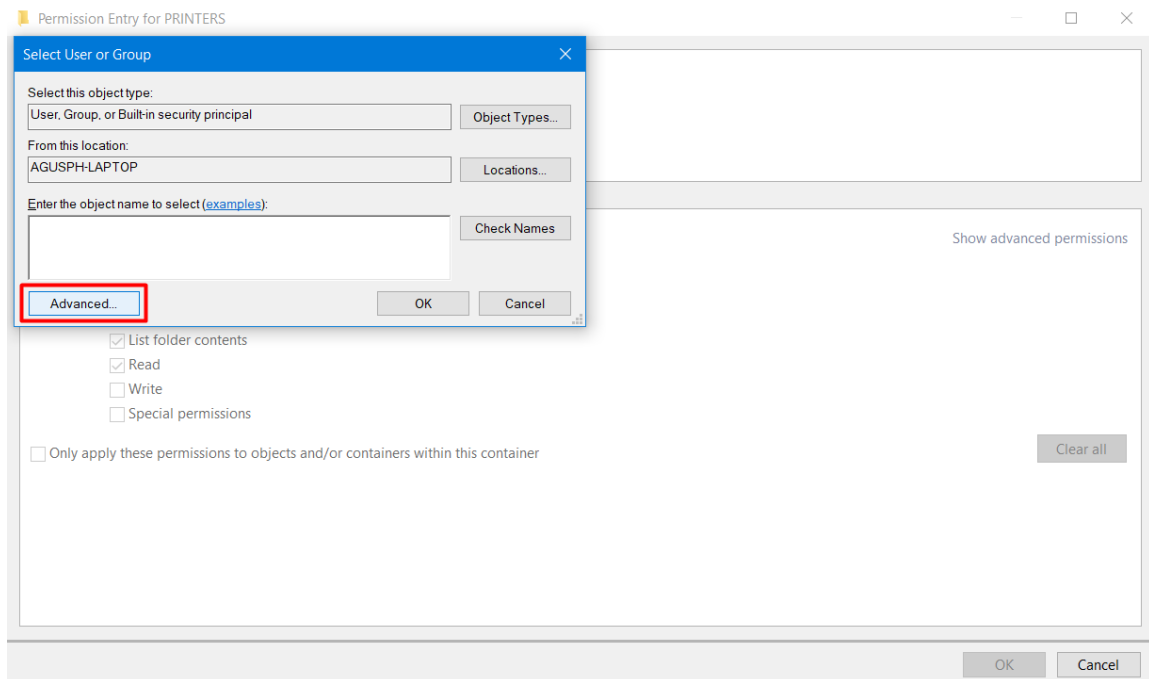 Permission Entry for PRINTERS
Select User or Group
Select this object type:
User, Group, or Built-in security principal
Object Types...
From this location:
AGUSPH-LAPTOP
Locations...
Enter the object name to select (examples):
Check Names
Show advanced permissions
Advanced...
OK
Cancel
List folder contents
Read
Write
Special permissions
Only apply these permissions to objects and/or containers within this container
Clear all
OK
Cancel